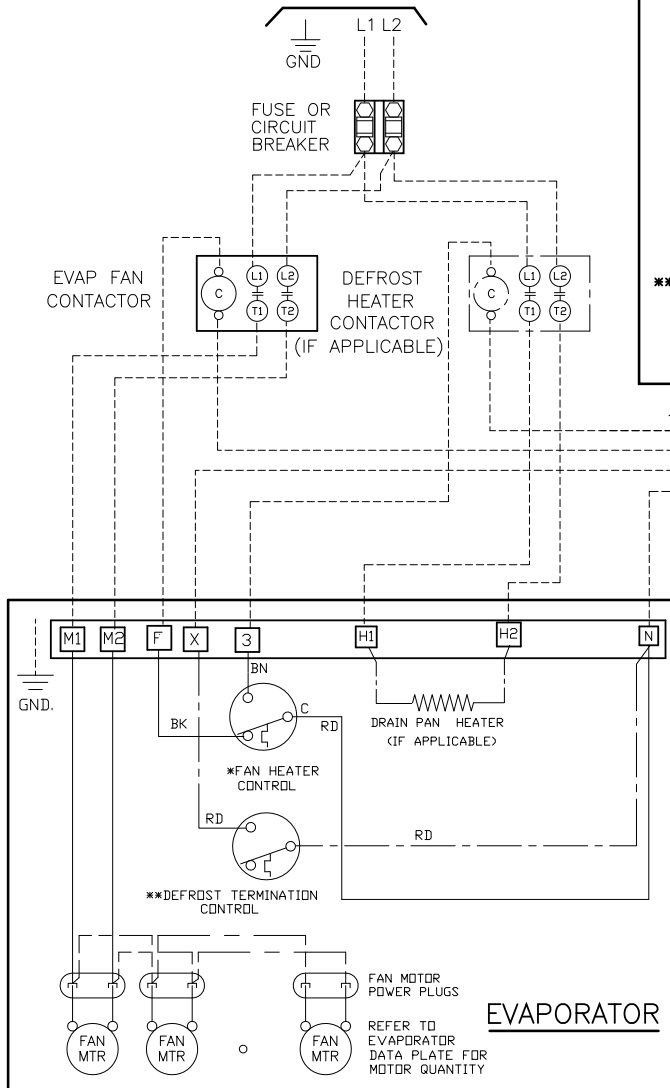 L1 L2
GND
FUSE OR
CIRCUIT
BREAKER
EVAP FAN
CONTACTOR
C
L1
L2
T1
T2
DEFROST
HEATER
CONTACTOR
(IF APPLICABLE)
C
L1
L2
T1
T2
**
M1
M2
F
X
3
H1
H2
N
GND.
BN
BK
C
RD
DRAIN PAN HEATER
(IF APPLICABLE)
*FAN HEATER
CONTROL
RD
RD
**DEFROST TERMINATION
CONTROL
FAN MOTOR
POWER PLUGS
EVAPORATOR
FAN
MTR
FAN
MTR
FAN
MTR
REFER TO
EVAPORATOR
DATA PLATE FOR
MOTOR QUANTITY